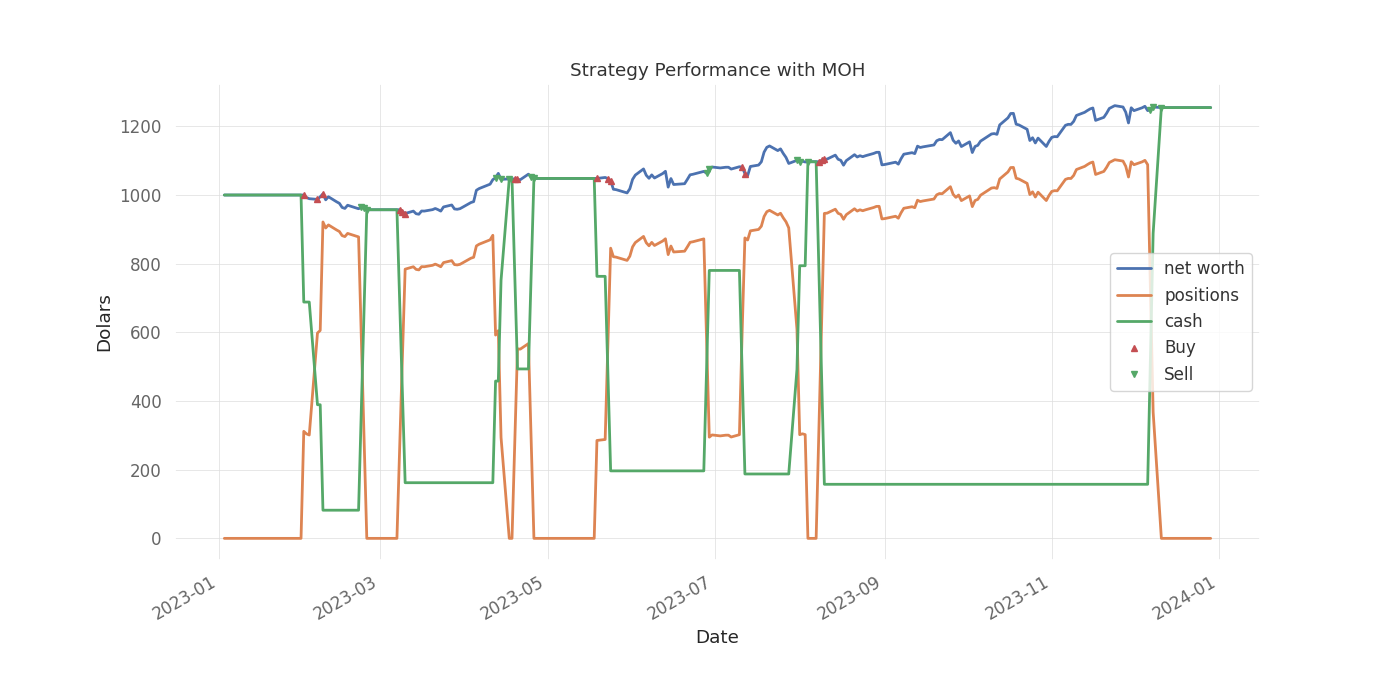 Strategy Performance with MOH
1200
1000
800
600
400
200
0
Dolars
net worth
positions
cash
Buy
Sell
2023-01
2023-03
2023-05
2023-07
2023-09
2023-11
2024-01
Date